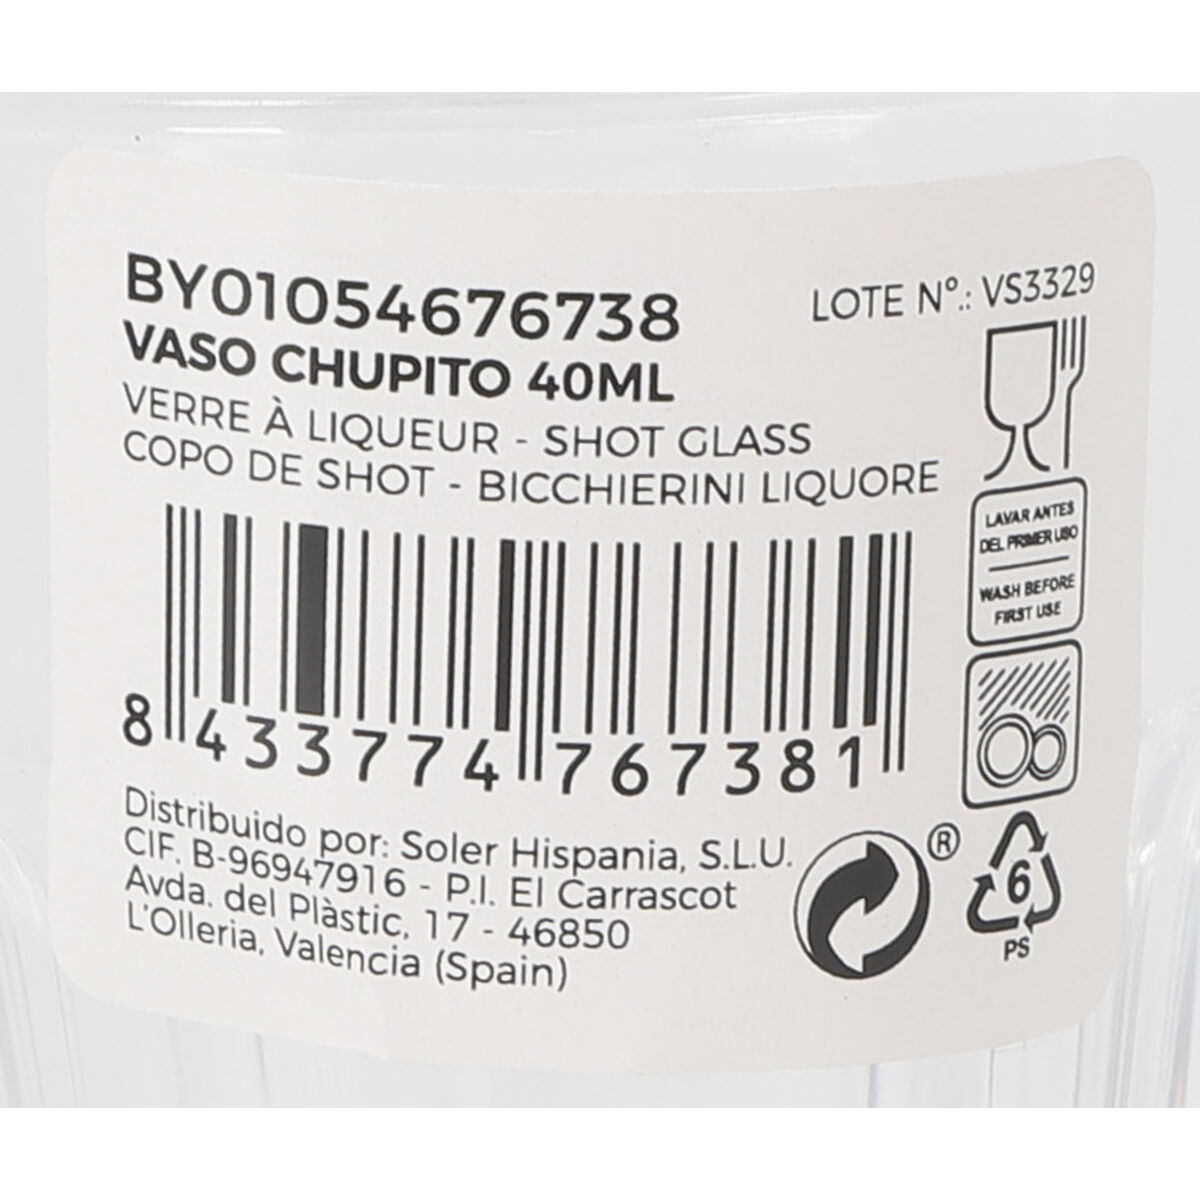 BY01054676738
LOTE Nº.: VS3329
VASO CHUPITO 40ML
VERRE À LIQUEUR - SHOT GLASS
COPO DE SHOT - BICCHIERINI LIQUORE
LAVAR ANTES
DEL PRIMER USO
WASH BEFORE
FIRST USE
8 433774 767381
Distribuido por: Soler Hispania, S.L.U.
CIF. B-96947916 - P.I. El Carrascot
Avda. del Plàstic, 17 - 46850
L'Olleria, Valencia (Spain)
®
6
PS